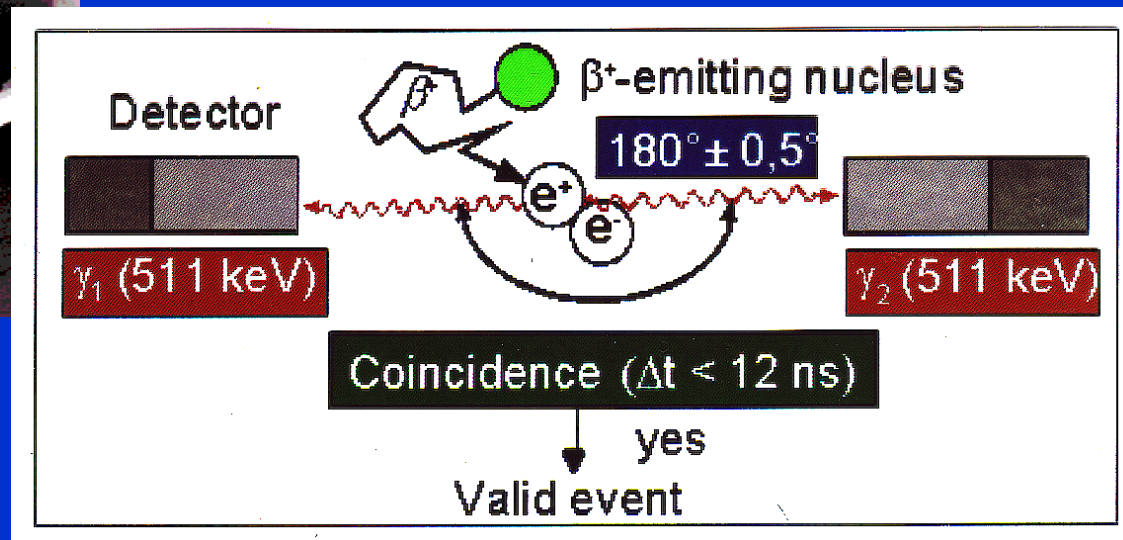 β⁺-emitting nucleus
Detector
β⁺
180°± 0,5°
e⁺
e⁻
γ₁ (511 keV)
γ₂ (511 keV)
Coincidence (Δt < 12 ns)
yes
Valid event